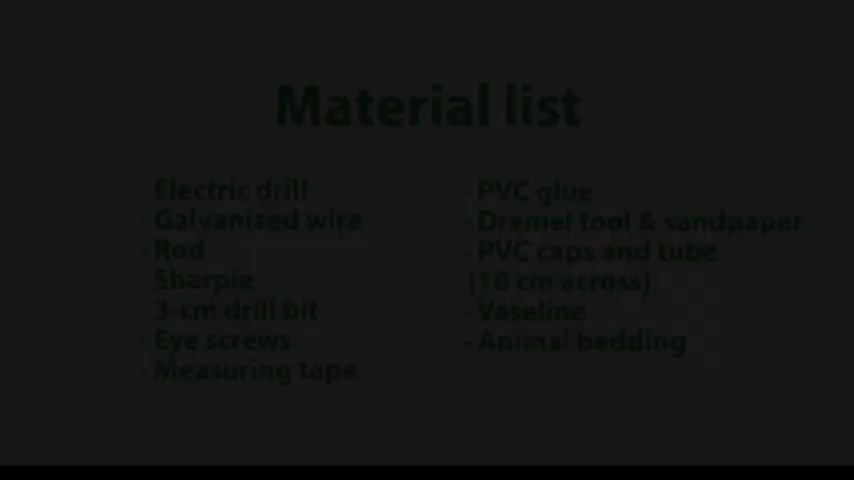 Material list
- Electric drill
- Galvanized wire
- Rod
Sharpie
- 3-cm drill bit
- Eye screws
- Measuring tape
- PVC glue
- Dremel tool & sandpaper
- PVC caps and tube
(10 cm across)
- Vaseline
- Animal bedding